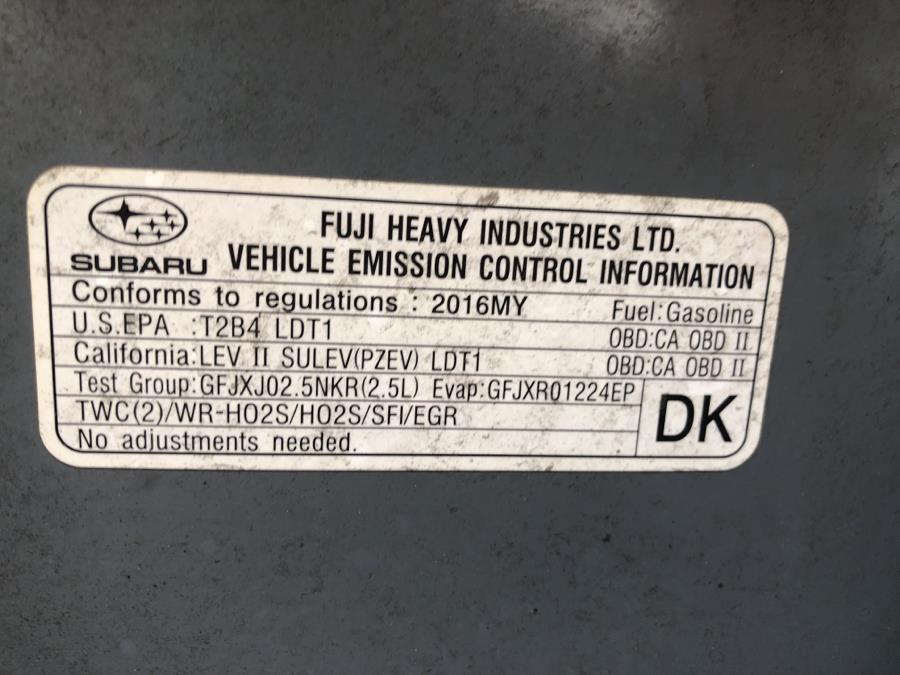 FUJI HEAVY INDUSTRIES LTD.
SUBARU VEHICLE EMISSION CONTROL INFORMATION
Conforms to regulations : 2016MY Fuel:Gasoline
U.S.EPA :T2B4 LDT1 OBD:CA OBD II
California:LEV II SULEV(PZEV) LDT1 OBD:CA OBD II
Test Group:GFJXJ02.5NKR(2.5L) Evap:GFJXR01224EP
TWC(2)/WR-HO2S/HO2S/SFI/EGR DK
No adjustments needed.